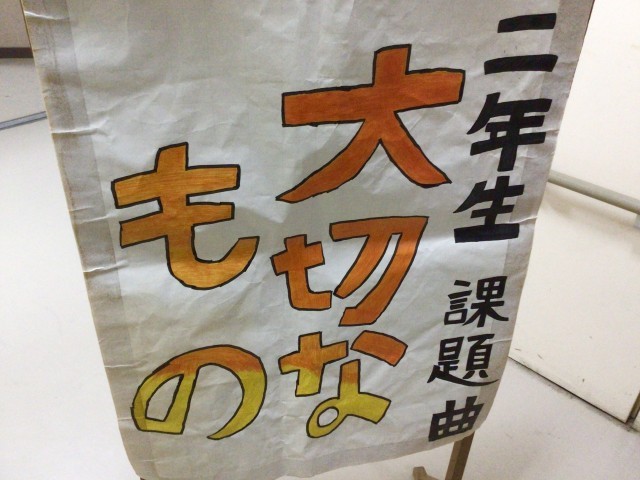 二年生 課題曲
大切な
もの